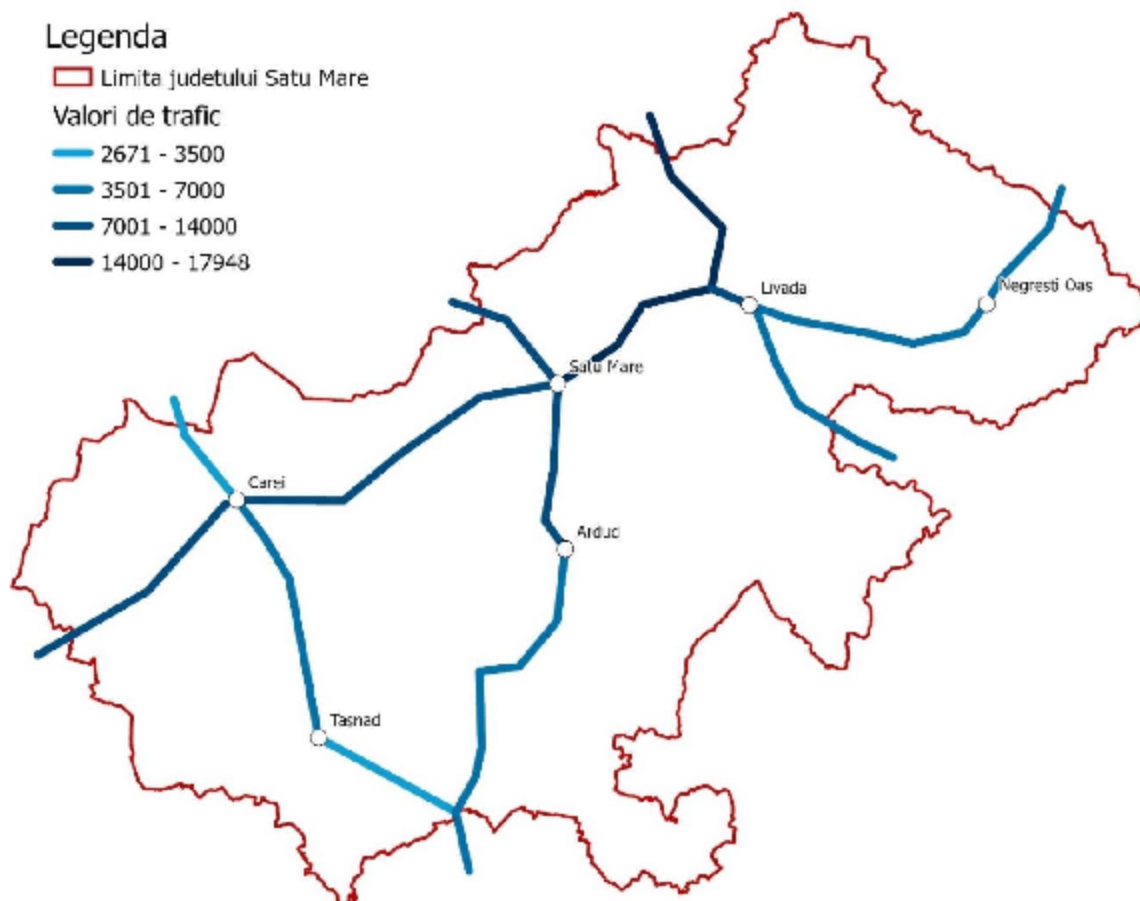 Legenda
Limita judetului Satu Mare
Valori de trafic
2671 - 3500
3501 - 7000
7001 - 14000
14000 - 17948
Livada
Negresti Oas
Satu Mare
Carei
Ardud
Tasnad